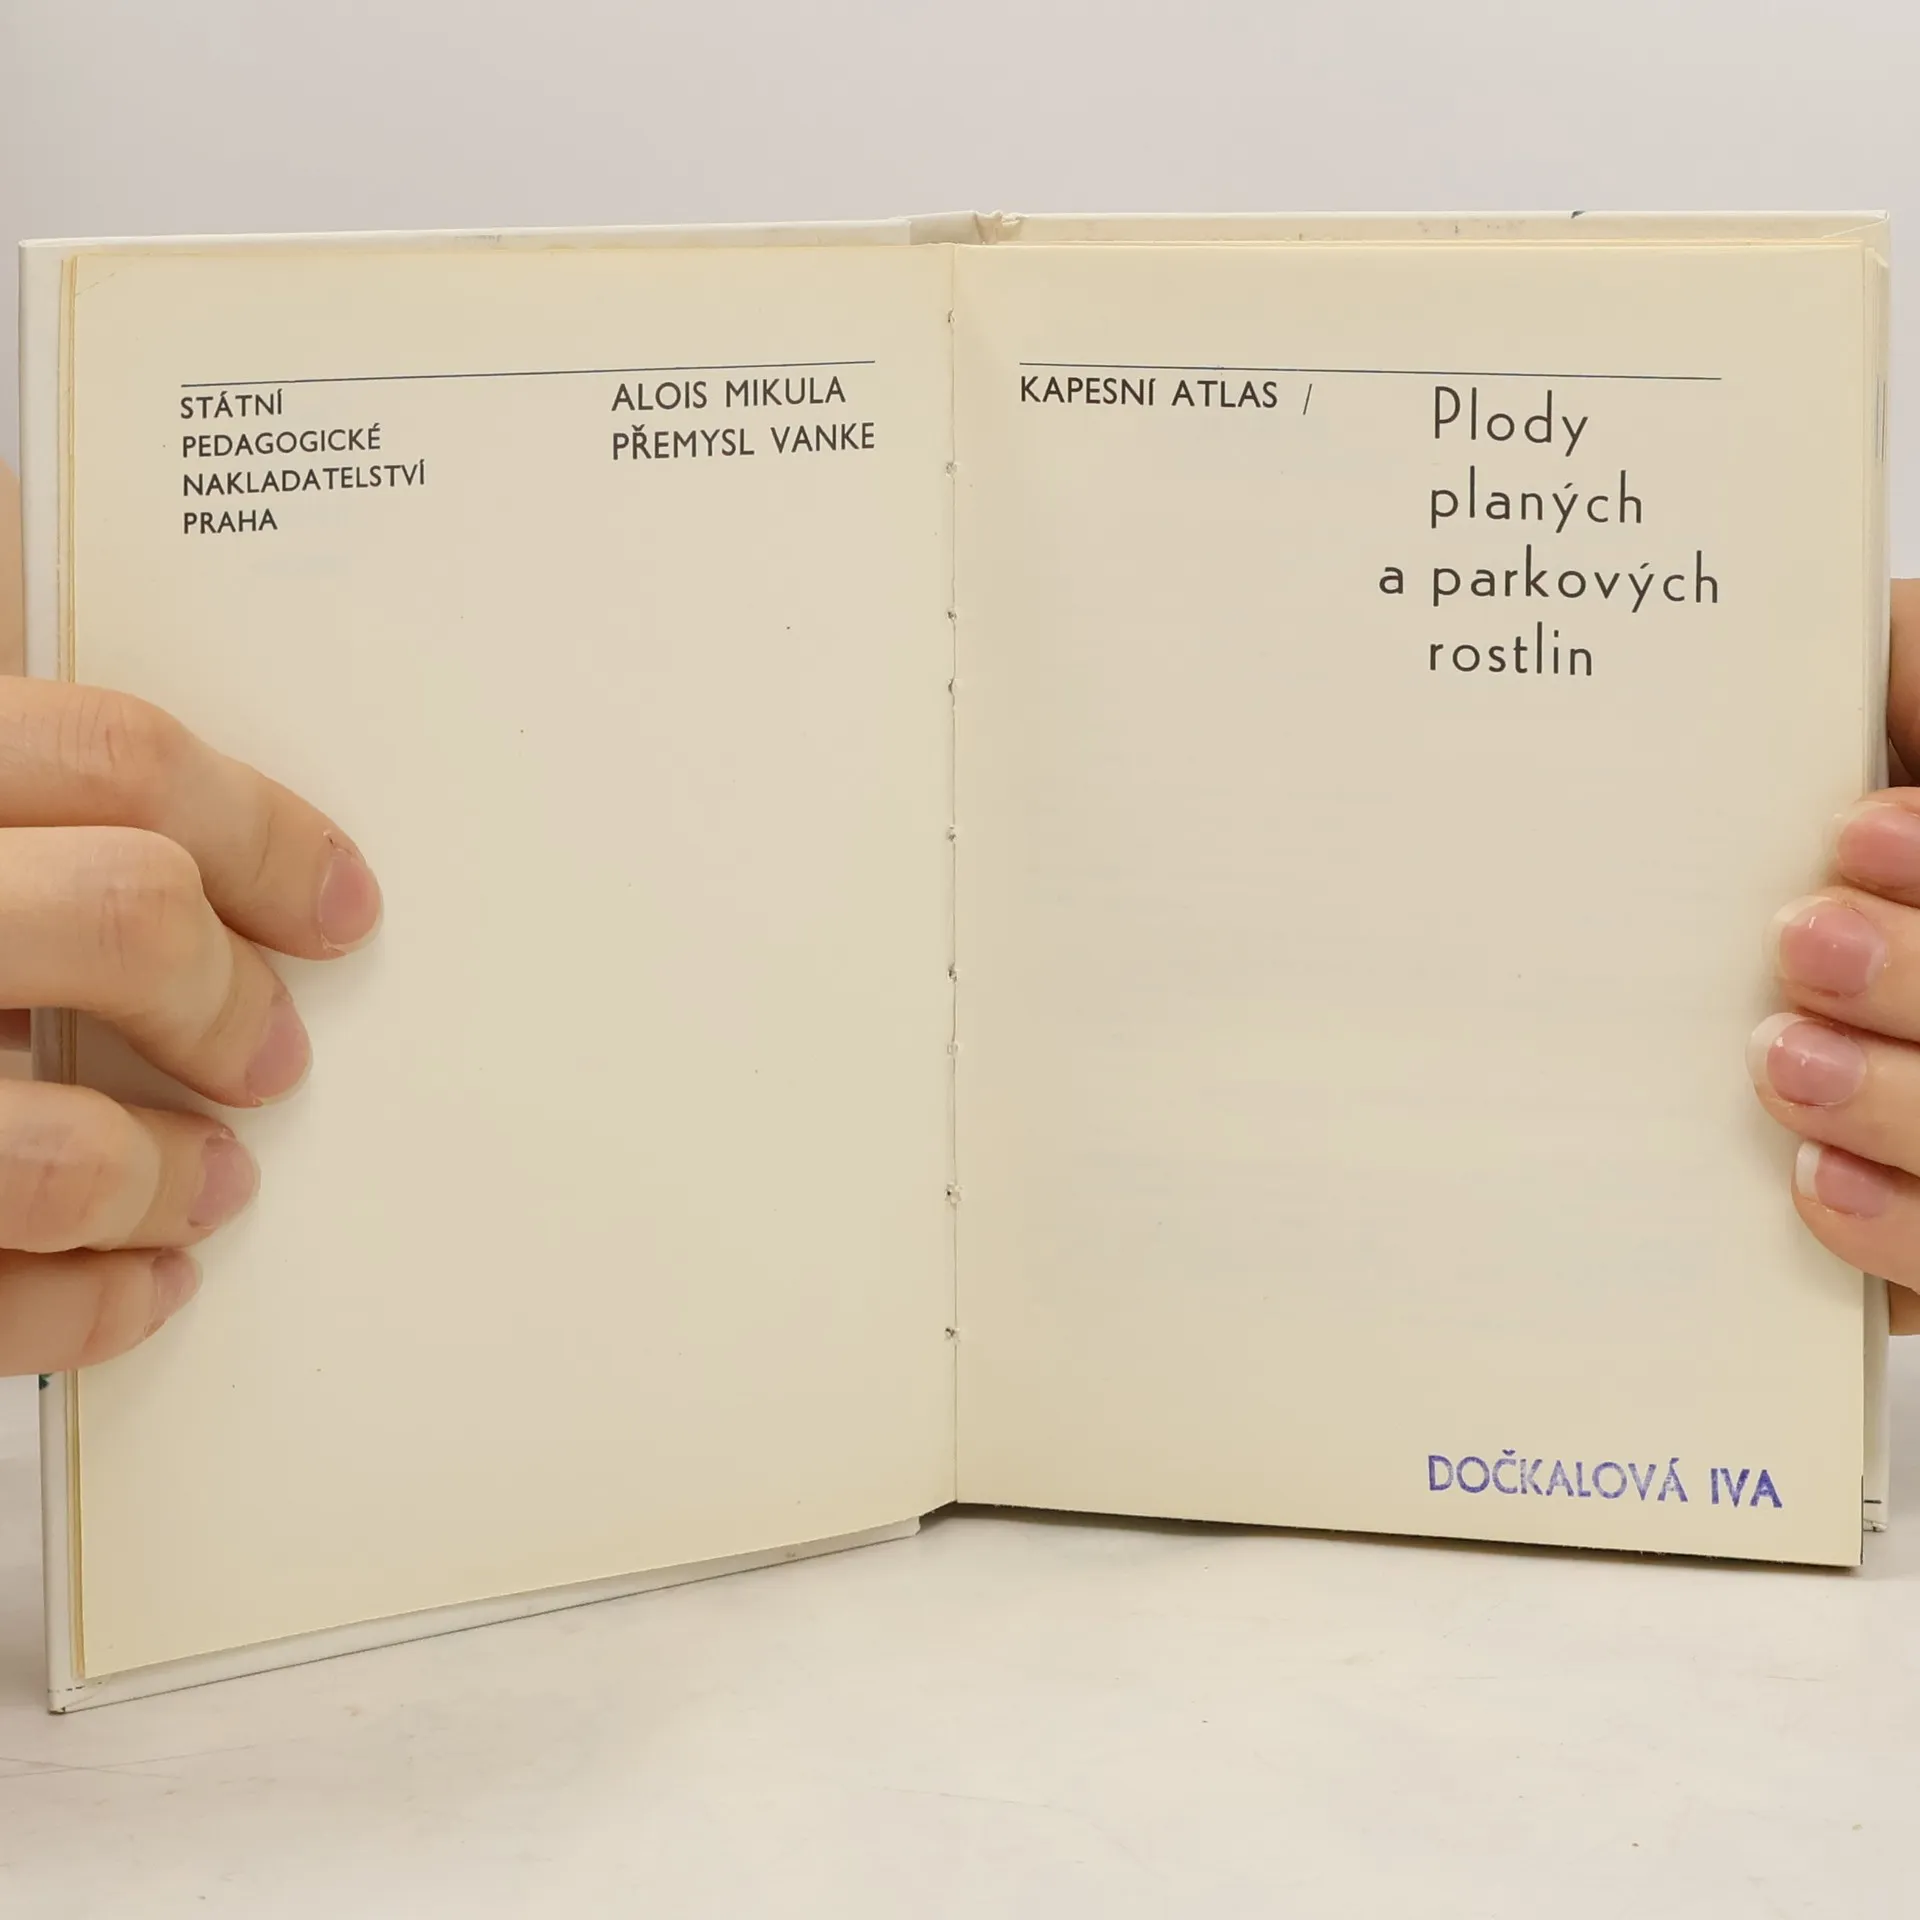 STÁTNÍ
PEDAGOGICKÉ
NAKLADATELSTVÍ
PRAHA
ALOIS MIKULA
PŘEMYSL VANKE
KAPESNÍ ATLAS /
Plody
planých
a parkových
rostlin
DOČKALOVÁ IVA